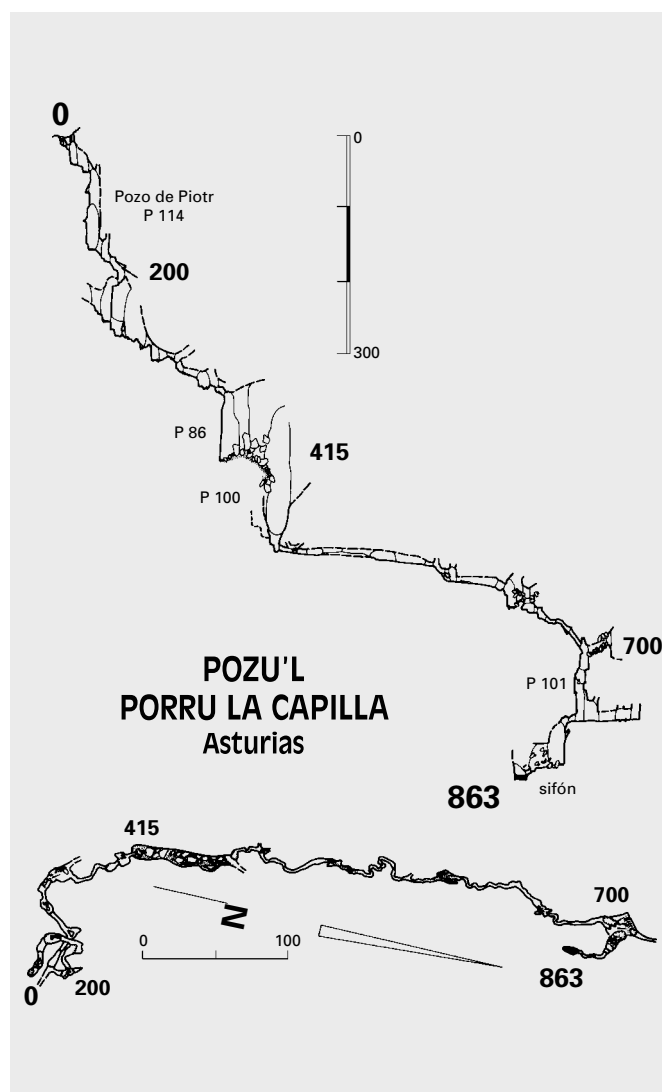 0
0
Pozo de Piotr
P 114
200
300
P 86
415
P 100
700
POZU'L
PORRU LA CAPILLA
Asturias
P 101
863
sifón
415
700
N
0
100
863
0
200